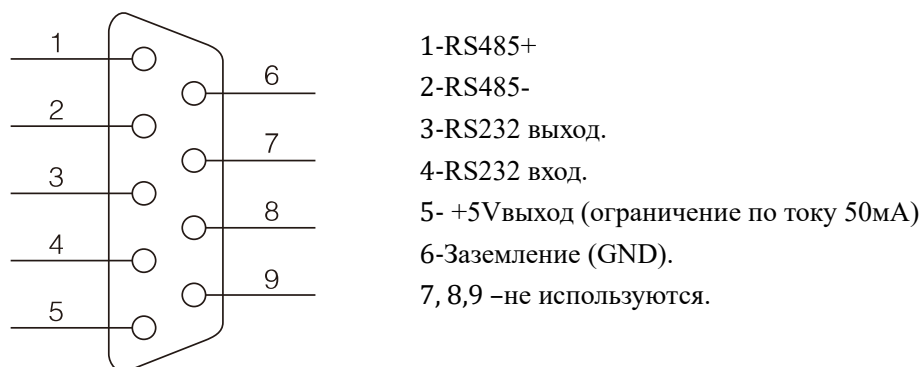 1
2
3
4
5
6
7
8
9
1-RS485+
2-RS485-
3-RS232 выход.
4-RS232 вход.
5- +5Vвыход (ограничение по току 50мА)
6-Заземление (GND).
7, 8,9 –не используются.